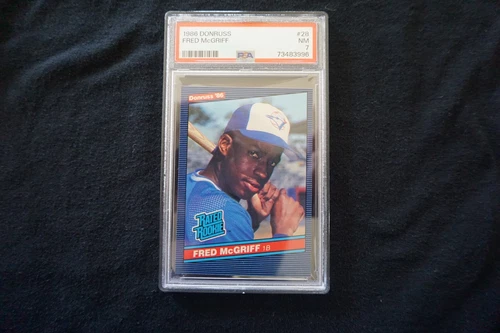 1986 DONRUSS #28
FRED McGRIFF NM
PSA 7
73483996
Donruss '86
RATED
ROOKIE
FRED McGRIFF 1B